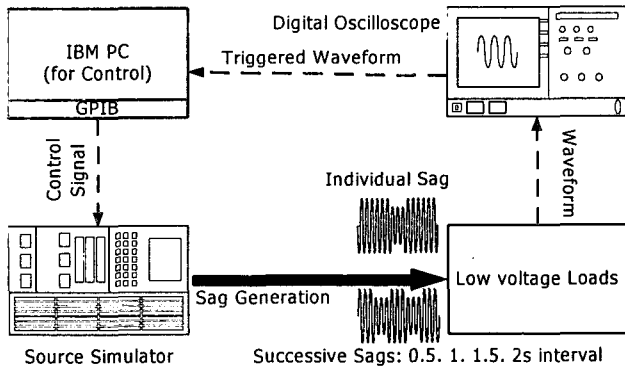 Digital Oscilloscope
IBM PC
(for Control)
GPIB
Triggered Waveform
Control
Signal
Waveform
Individual Sag
Sag Generation
Low voltage Loads
Source Simulator
Successive Sags: 0.5. 1. 1.5. 2s interval